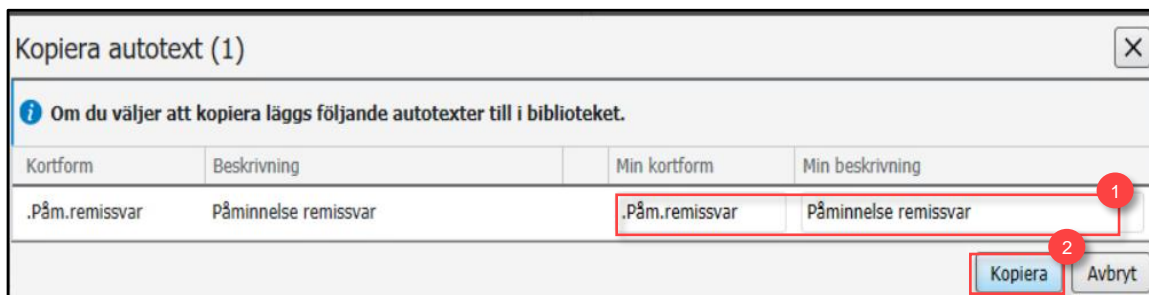 Kopiera autotext (1)
i Om du väljer att kopiera läggs följande autotexter till i biblioteket.
Kortform Beskrivning Min kortform Min beskrivning
1
.Påm.remissvar Påminnelse remissvar .Påm.remissvar Påminnelse remissvar
2
Kopiera Avbryt